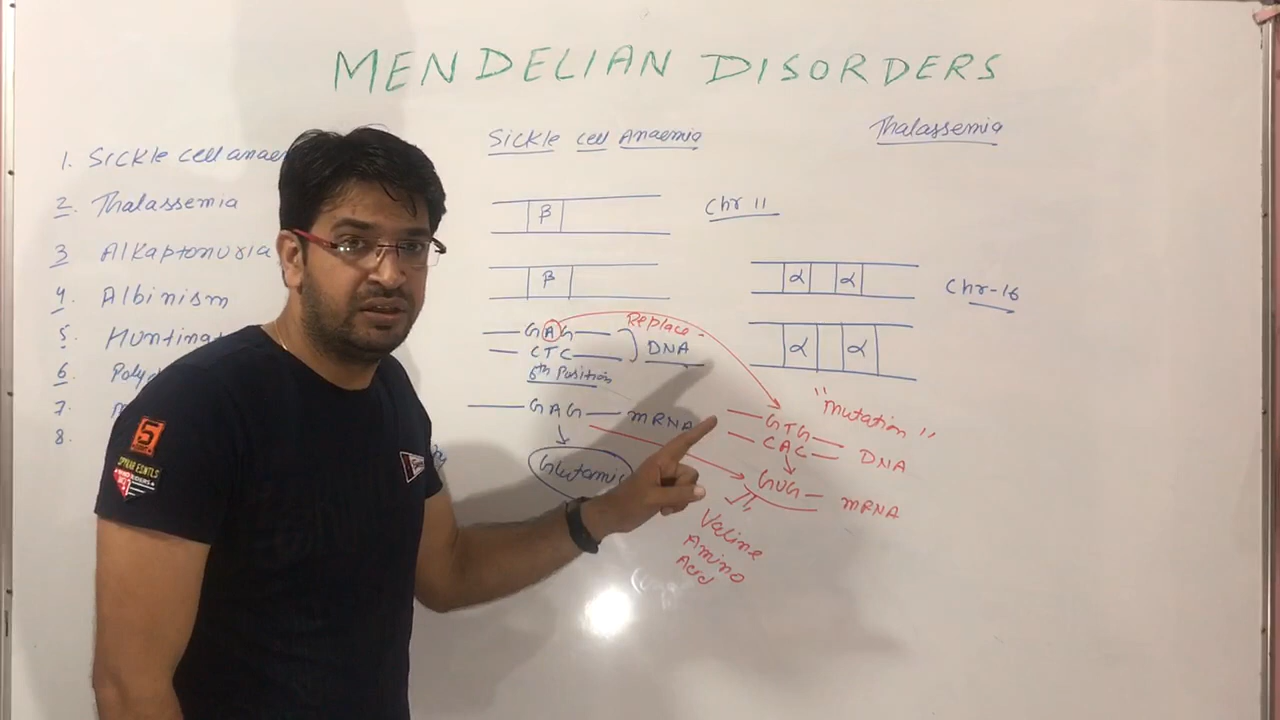 MENDELIAN DISORDERS
1. Sickle cell anaem
2. Thalassemia
3 Alkaptonuria
4. Albinism
5.
6
7.
8.
Sickle cell Anaemia
β
Chr 11
β
GAG
CTC
DNA
6th Position
Replace
GAG mRNA
Glutamic
Thalassemia
α α
Chr-16
α α
"Mutation"
GTG
CAC DNA
GUG mRNA
Valine
Amino
Acid
5